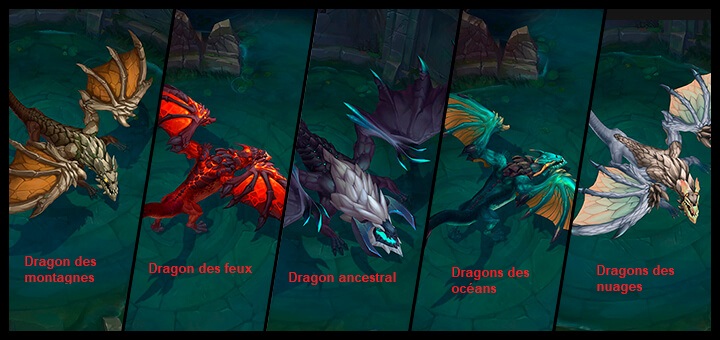 Dragon des
montagnes
Dragon des feux
Dragon ancestral
Dragons des
océans
Dragons des
nuages